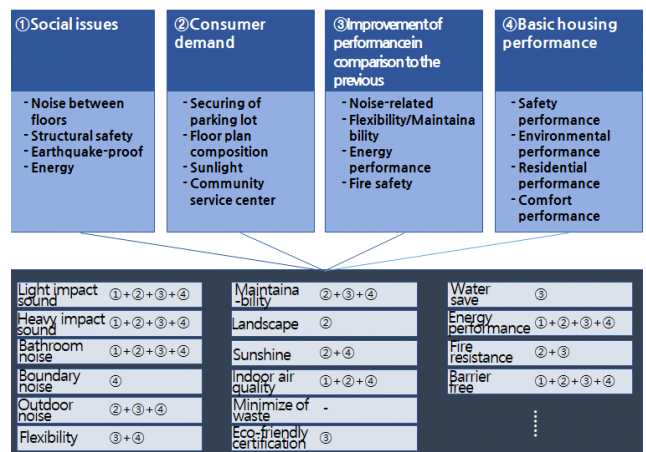 ①Social issues
- Noise between
floors
- Structural safety
- Earthquake-proof
- Energy
②Consumer
demand
- Securing of
parking lot
- Floor plan
composition
- Sunlight
- Community
service center
③Improvement of
performance in
comparison to the
previous
- Noise-related
- Flexibility/Maintaina
bility
- Energy
performance
- Fire safety
④Basic housing
performance
- Safety
performance
- Environmental
performance
- Residential
performance
- Comfort
performance
Light impact
sound ①+②+③+④
Heavy impact
sound ①+②+③+④
Bathroom
noise ①+②+③+④
Boundary
noise ④
Outdoor
noise ②+③+④
Flexibility ③+④
Maintaina
-bility ②+③+④
Landscape ②
Sunshine ②+④
Indoor air
quality ①+②+④
Minimize of
waste -
Eco-friendly
certification ③
Water
save ③
Energy
performance ①+②+③+④
Fire
resistance ②+③
Barrier
free ①+②+③+④